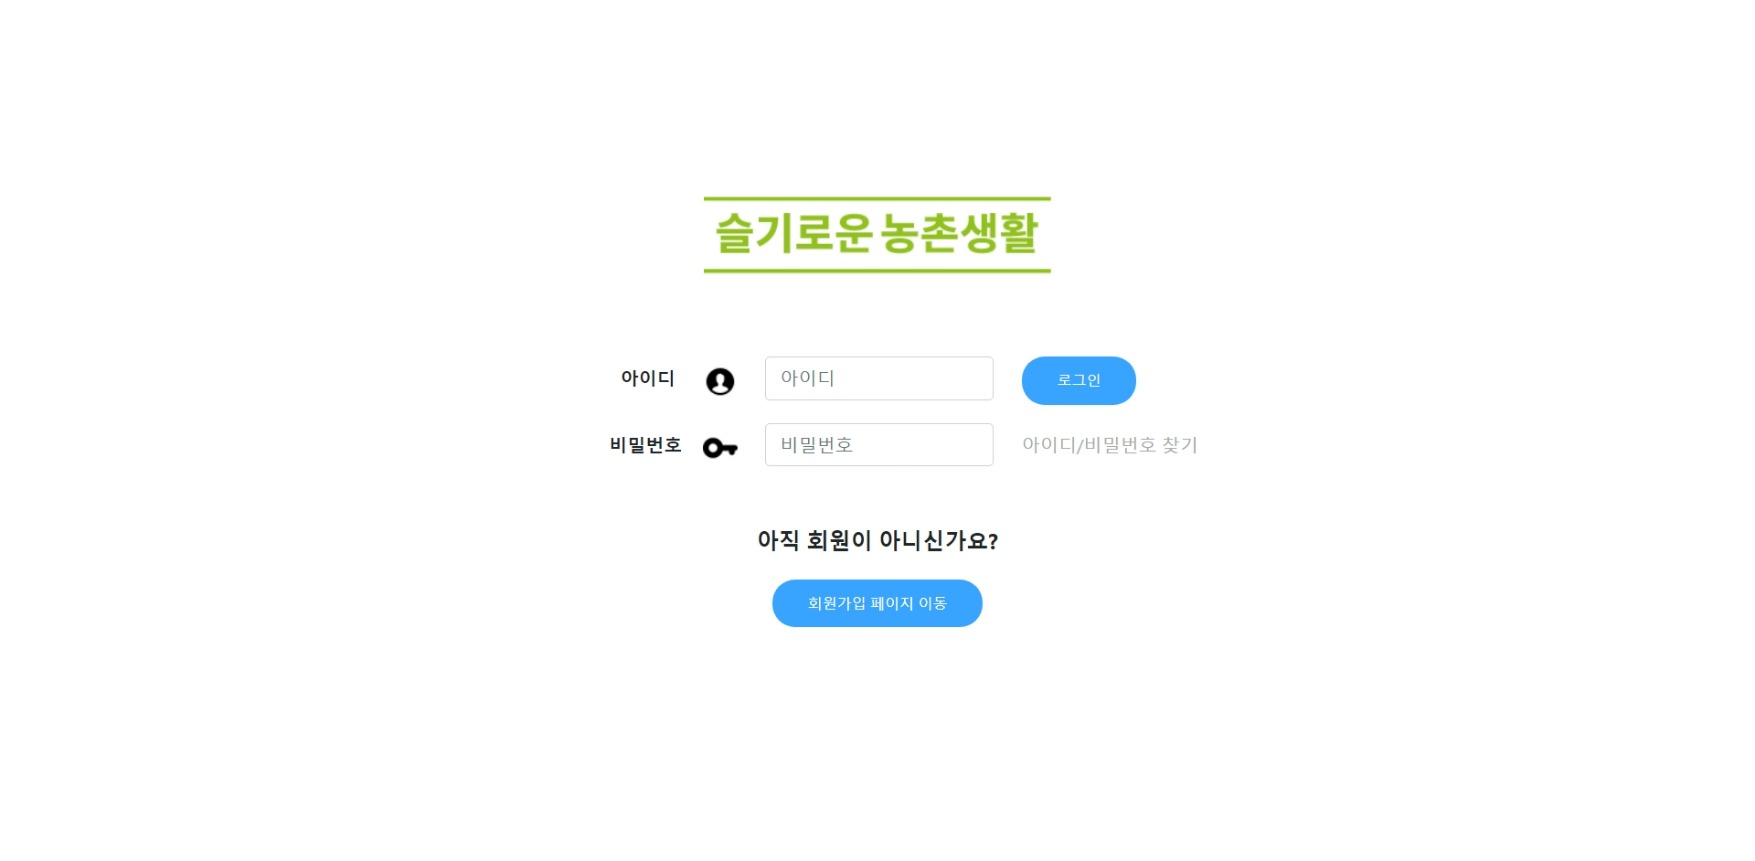 슬기로운 농촌생활
아이디 아이디 로그인
비밀번호 비밀번호 아이디/비밀번호 찾기
아직 회원이 아니신가요?
회원가입 페이지 이동